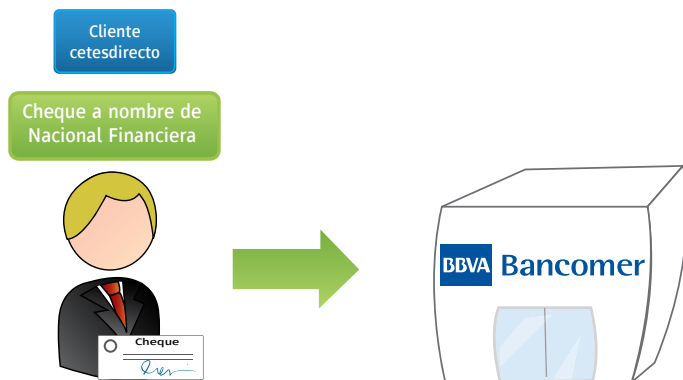 Cliente
cetesdirecto
Cheque a nombre de
Nacional Financiera
BBVA Bancomer
Cheque